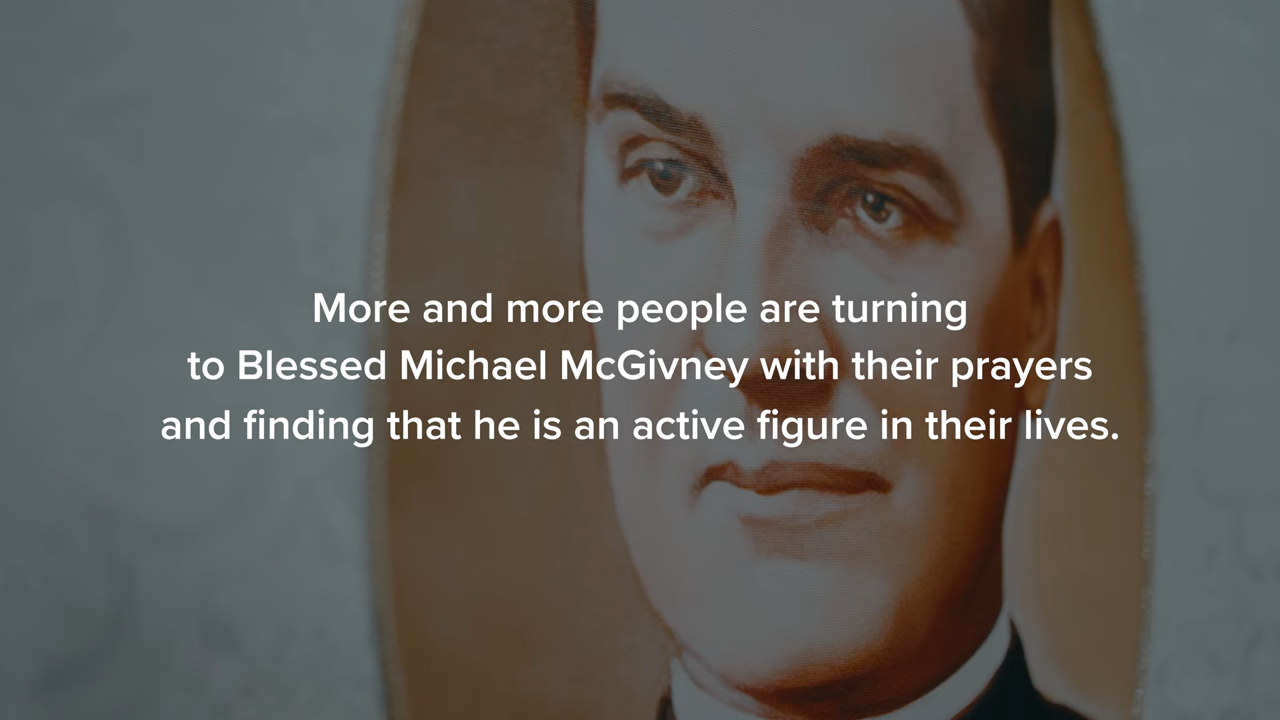 More and more people are turning
to Blessed Michael McGivney with their prayers
and finding that he is an active figure in their lives.